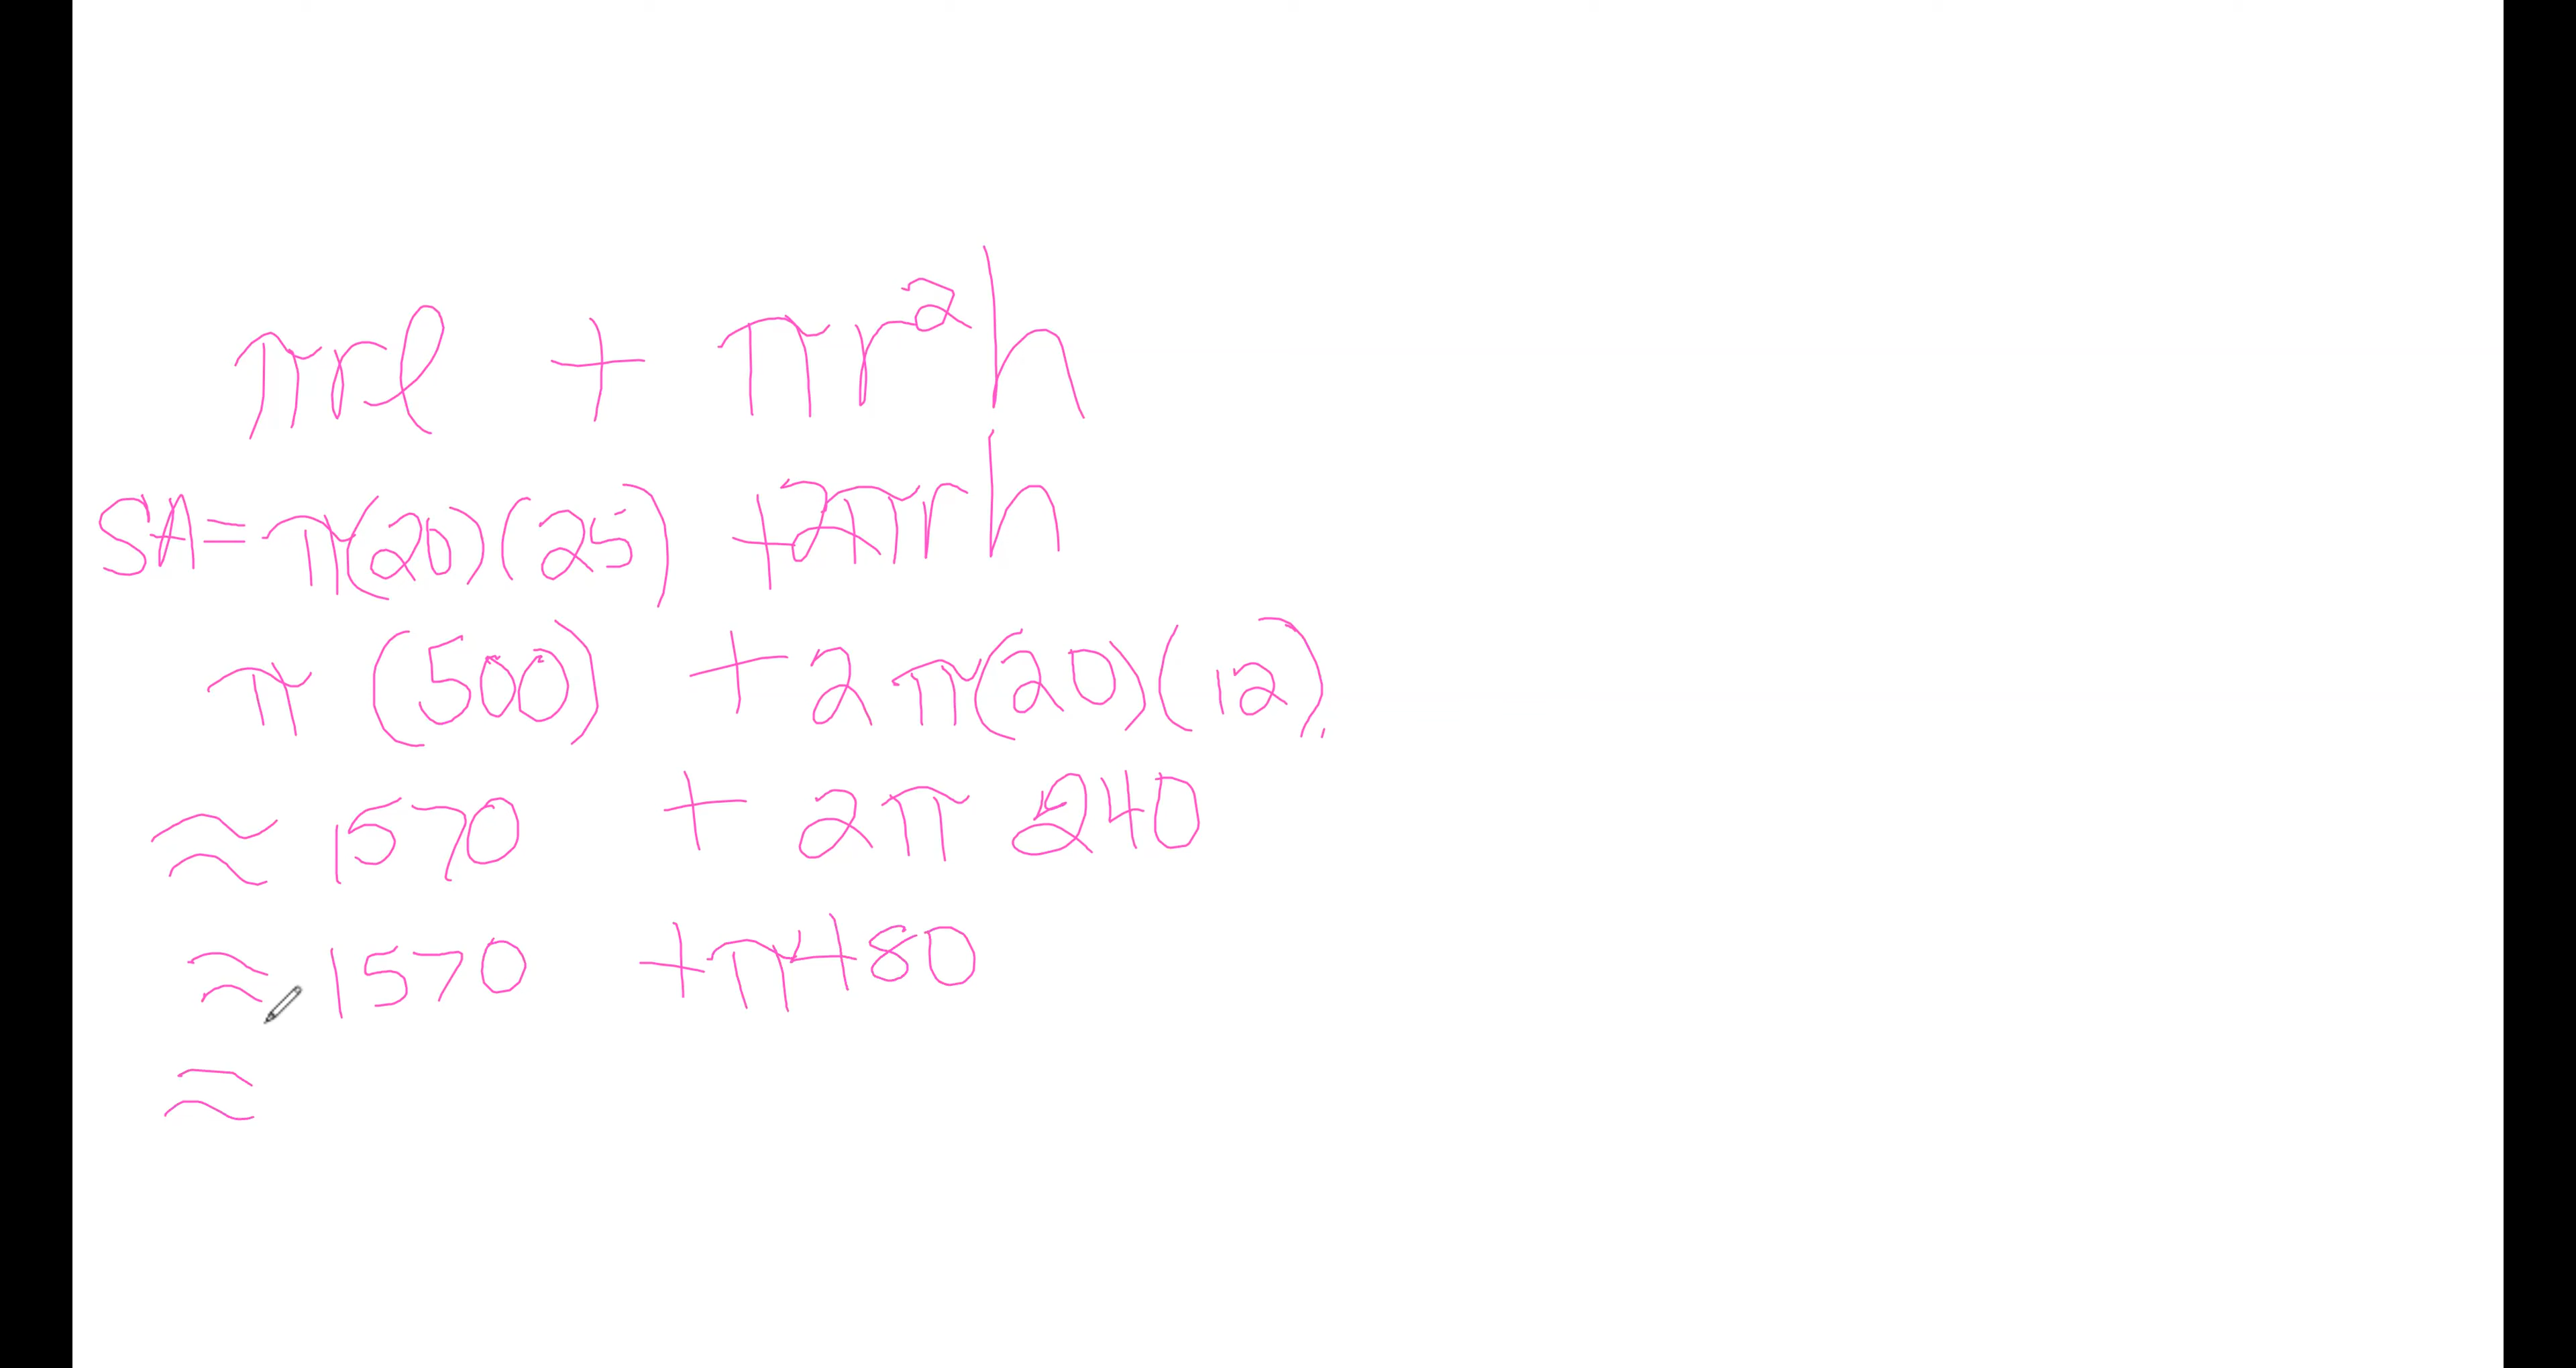 πrl + πr²h
SA = π(20)(25) + 2πrh
π (500) + 2π(20)(12)
≈ 1570 + 2π 240
≈ 1570 + π480
≈